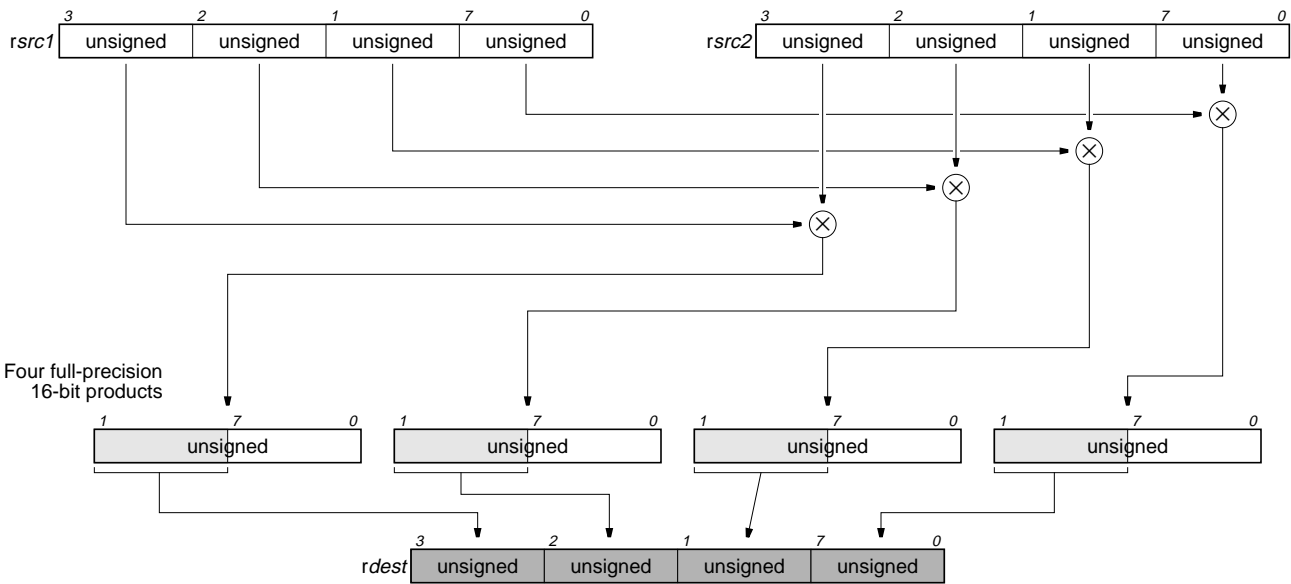 3 2 1 7 0 3 2 1 7 0
rsrc1 unsigned unsigned unsigned unsigned rsrc2 unsigned unsigned unsigned unsigned
Four full-precision
16-bit products
1 7 0 1 7 0 1 7 0 1 7 0
unsigned unsigned unsigned unsigned
3 2 1 7 0
rdest unsigned unsigned unsigned unsigned